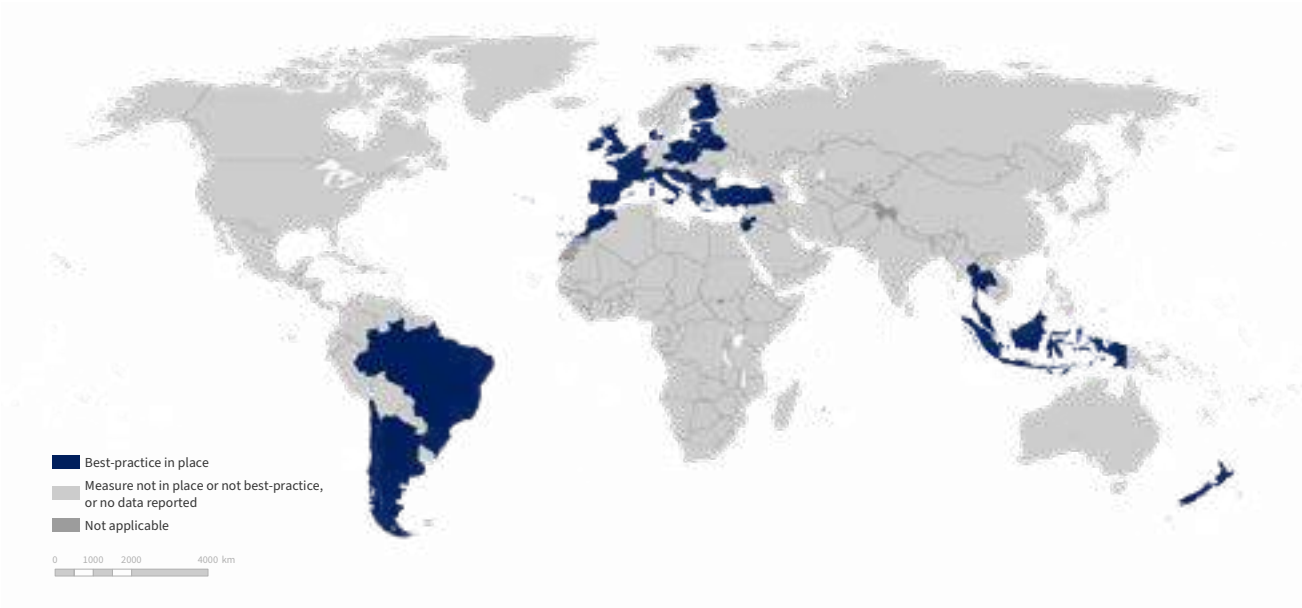 Best-practice in place
Measure not in place or not best-practice,
or no data reported
Not applicable
0 1000 2000 4000 km